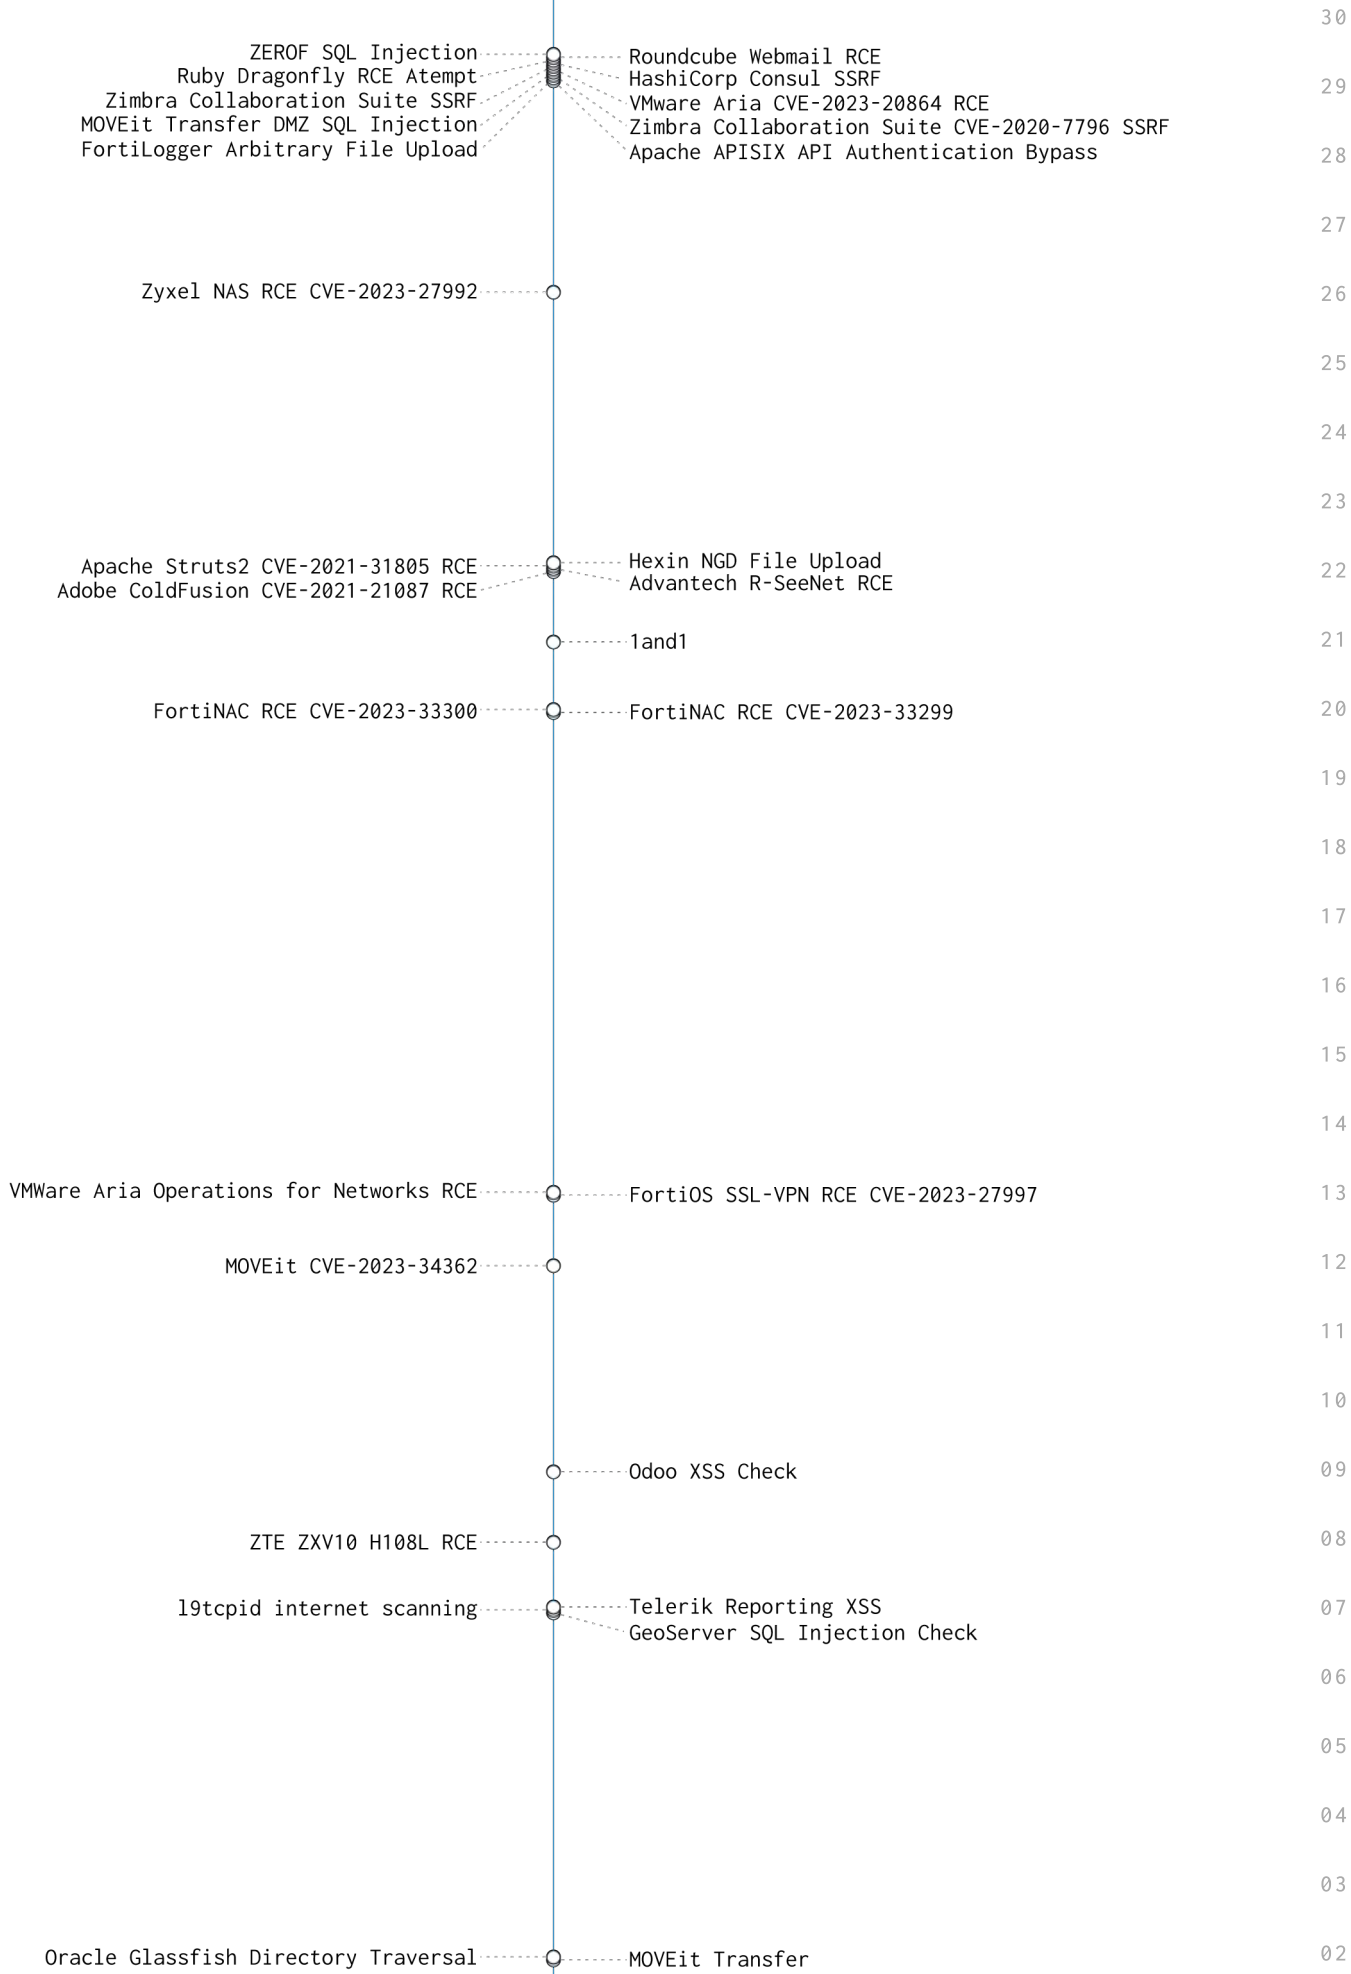 30
ZEROF SQL Injection
Roundcube Webmail RCE
Ruby Dragonfly RCE Atempt
HashiCorp Consul SSRF
29
Zimbra Collaboration Suite SSRF
VMware Aria CVE-2023-20864 RCE
MOVEit Transfer DMZ SQL Injection
Zimbra Collaboration Suite CVE-2020-7796 SSRF
FortiLogger Arbitrary File Upload
Apache APISIX API Authentication Bypass
28
27
Zyxel NAS RCE CVE-2023-27992
26
25
24
23
Hexin NGD File Upload
Apache Struts2 CVE-2021-31805 RCE
22
Advantech R-SeeNet RCE
Adobe ColdFusion CVE-2021-21087 RCE
1and1
21
FortiNAC RCE CVE-2023-33300
FortiNAC RCE CVE-2023-33299
20
19
18
17
16
15
14
VMWare Aria Operations for Networks RCE
FortiOS SSL-VPN RCE CVE-2023-27997
13
MOVEit CVE-2023-34362
12
11
10
Odoo XSS Check
09
ZTE ZXV10 H108L RCE
08
l9tcpid internet scanning
Telerik Reporting XSS
07
GeoServer SQL Injection Check
06
05
04
03
Oracle Glassfish Directory Traversal
MOVEit Transfer
02